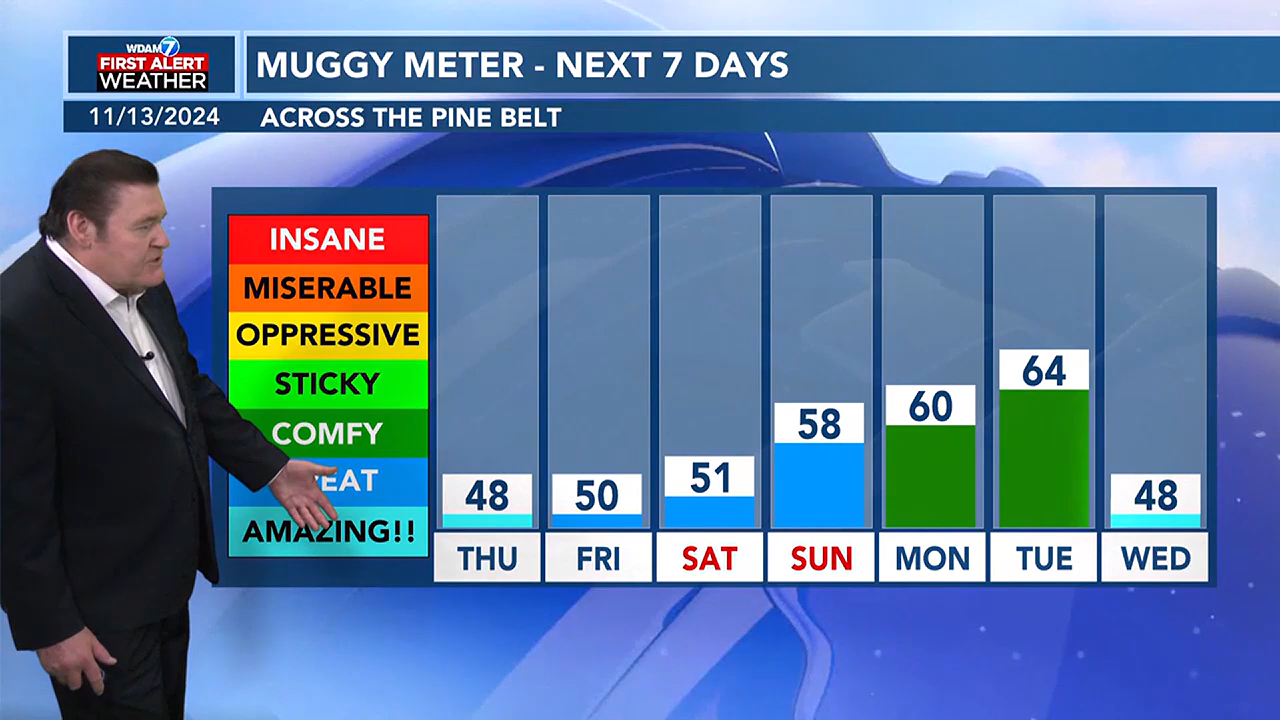 WDAM 7
FIRST ALERT
WEATHER
MUGGY METER - NEXT 7 DAYS
11/13/2024
ACROSS THE PINE BELT
INSANE
MISERABLE
OPPRESSIVE
STICKY
COMFY
EAT
AMAZING!!
48
50
51
58
60
64
48
THU
FRI
SAT
SUN
MON
TUE
WED